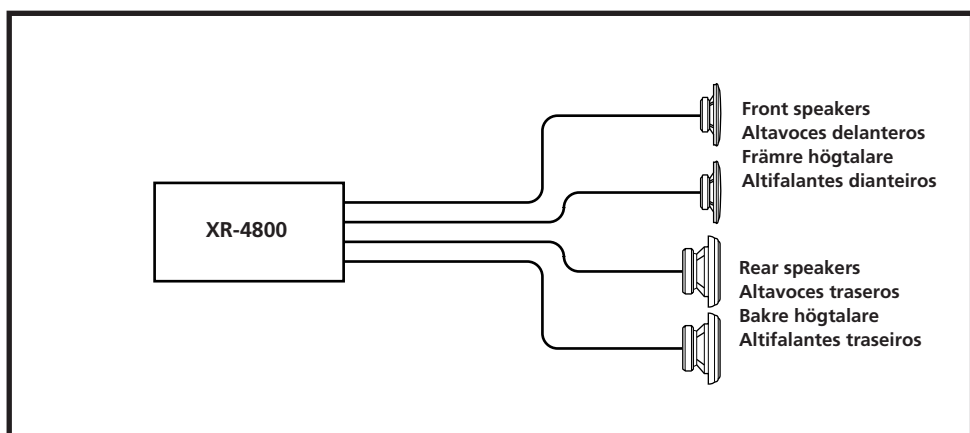 XR-4800
Front speakers
Altavoces delanteros
Främre högtalare
Altifalantes dianteiros
Rear speakers
Altavoces traseros
Bakre högtalare
Altifalantes traseiros